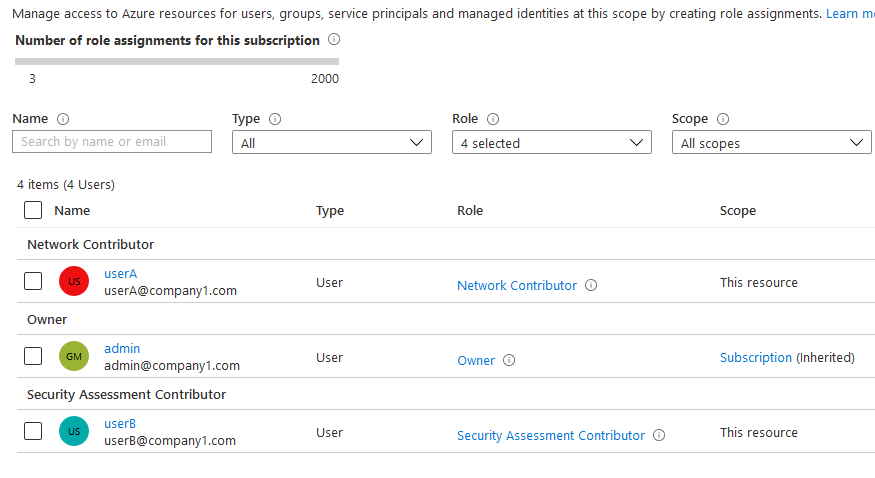 Manage access to Azure resources for users, groups, service principals and managed identities at this scope by creating role assignments. Learn
Number of role assignments for this subscription
3 2000
Name Type Role Scope
Search by name or email All 4 selected All scopes
4 items (4 Users)
Name Type Role Scope
Network Contributor
US userA
userA@company1.com User Network Contributor This resource
Owner
GM admin
admin@company1.com User Owner Subscription (Inherited)
Security Assessment Contributor
US userB
userB@company1.com User Security Assessment Contributor This resource